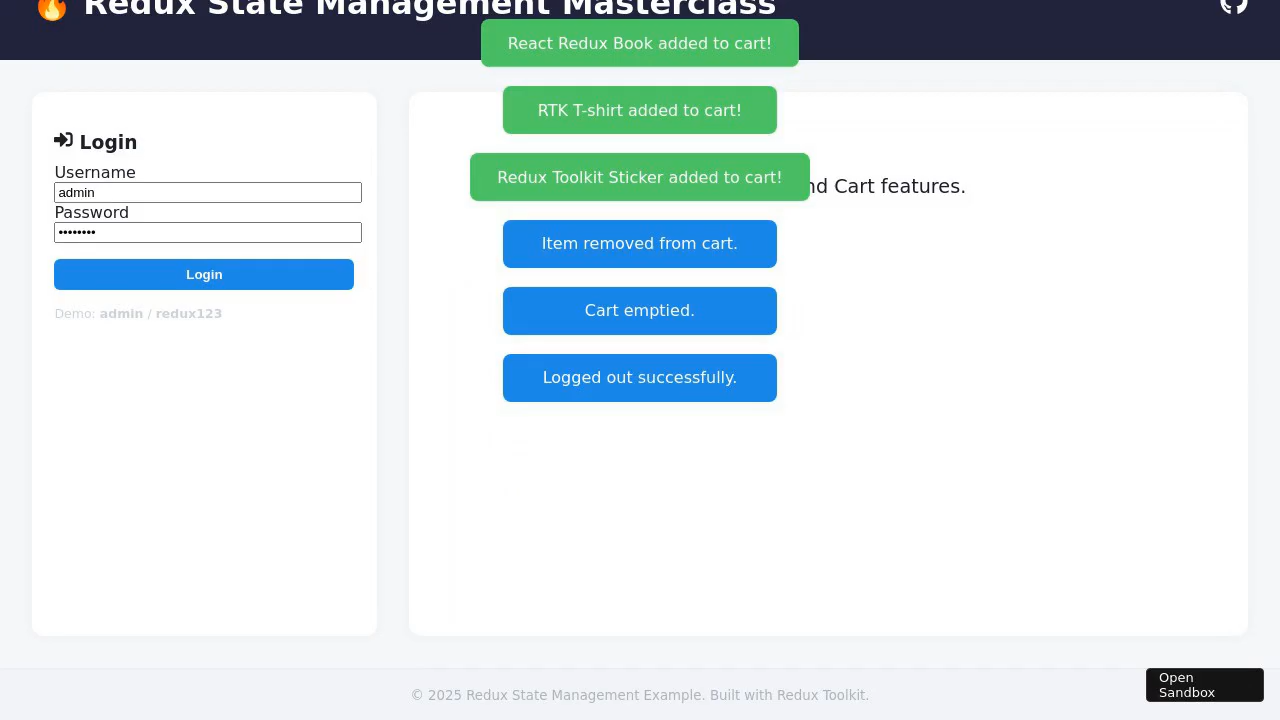 🔥 Redux State Management Masterclass
React Redux Book added to cart!
RTK T-shirt added to cart!
Redux Toolkit Sticker added to cart!
Cart features.
Item removed from cart.
Cart emptied.
Logged out successfully.
Login
Username
admin
Password
••••••••
Login
Demo: admin / redux123
© 2025 Redux State Management Example. Built with Redux Toolkit.
Open
Sandbox